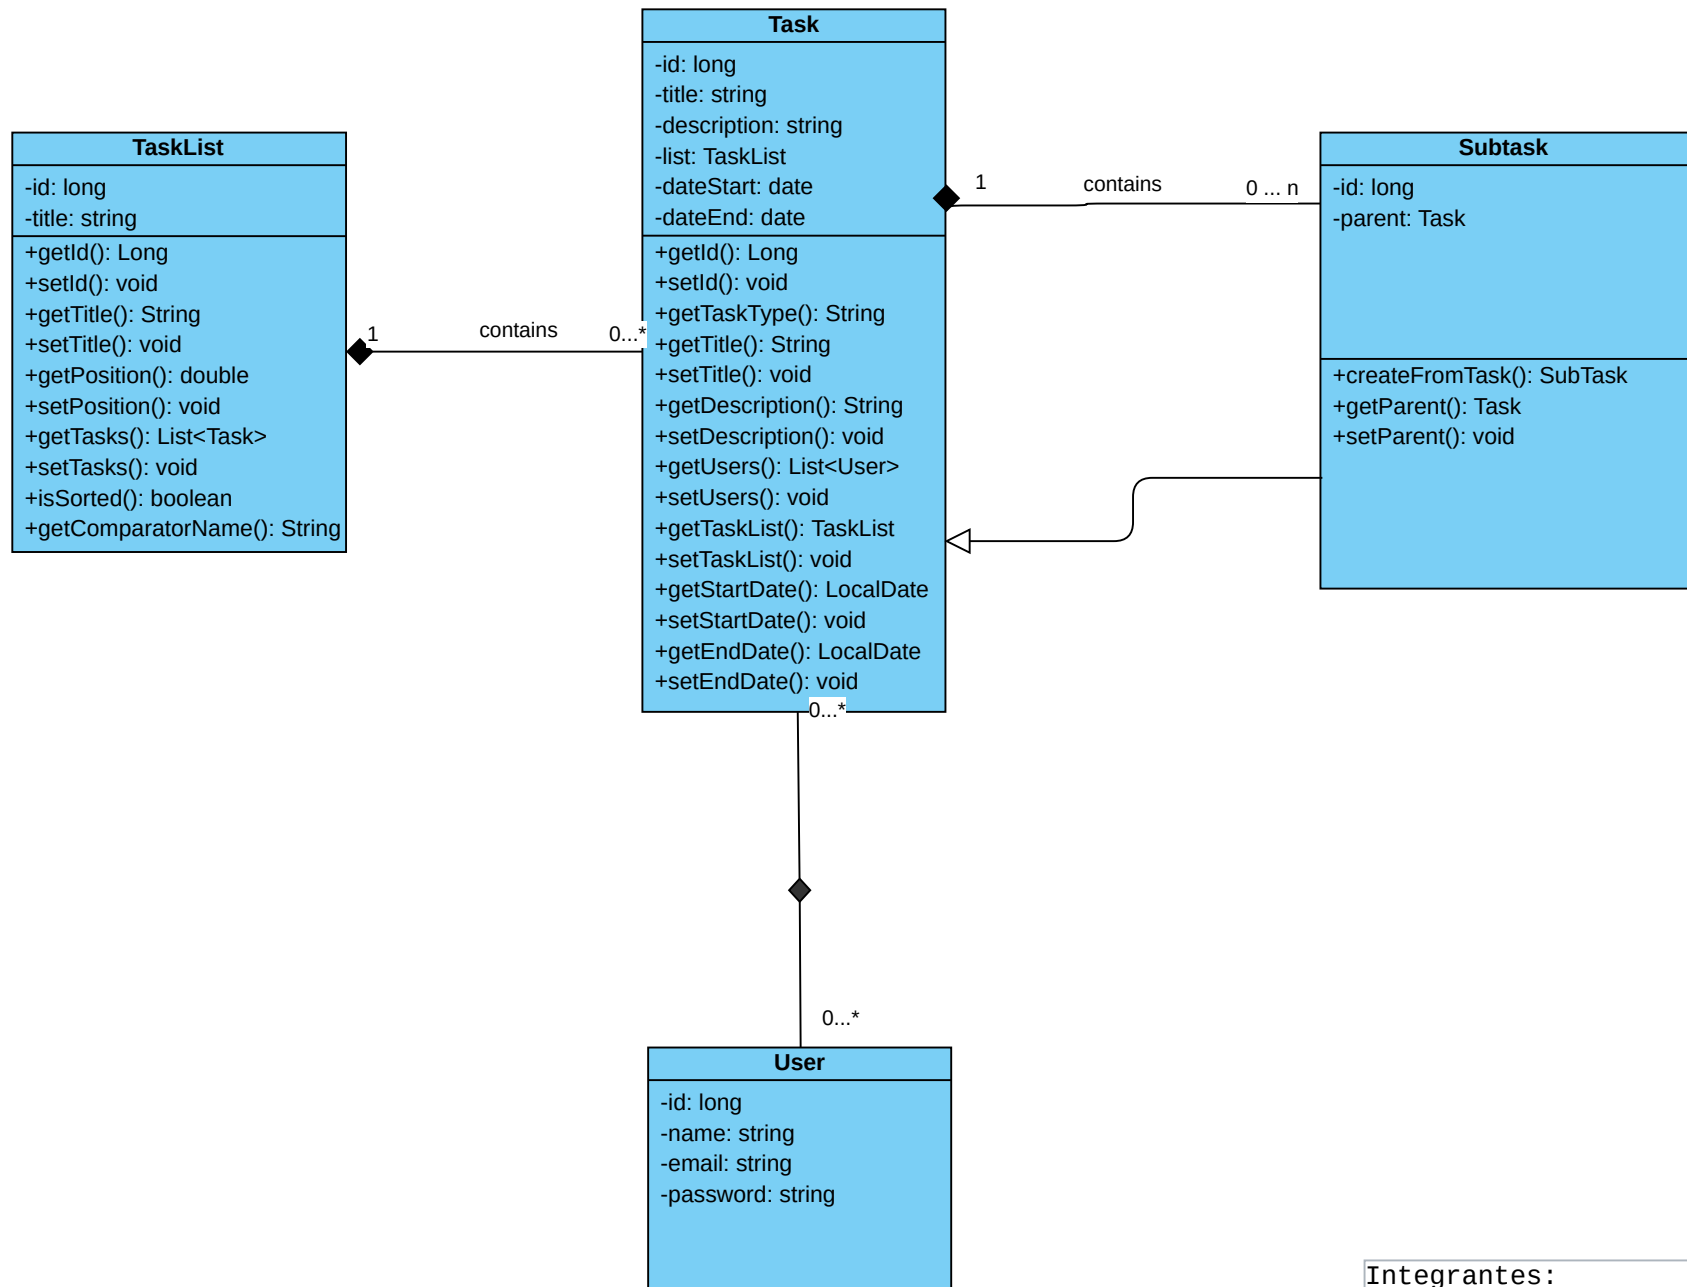 Task
-id: long
-title: string
-description: string
-list: TaskList
-dateStart: date
-dateEnd: date
+getId(): Long
+setId(): void
+getTaskType(): String
+getTitle(): String
+setTitle(): void
+getDescription(): String
+setDescription(): void
+getUsers(): List<User>
+setUsers(): void
+getTaskList(): TaskList
+setTaskList(): void
+getStartDate(): LocalDate
+setStartDate(): void
+getEndDate(): LocalDate
+setEndDate(): void
TaskList
-id: long
-title: string
+getId(): Long
+setId(): void
+getTitle(): String
+setTitle(): void
+getPosition(): double
+setPosition(): void
+getTasks(): List<Task>
+setTasks(): void
+isSorted(): boolean
+getComparatorName(): String
1
contains
0...*
1
contains
0 ... n
Subtask
-id: long
-parent: Task
+createFromTask(): SubTask
+getParent(): Task
+setParent(): void
0...*
0...*
User
-id: long
-name: string
-email: string
-password: string
Integrantes: